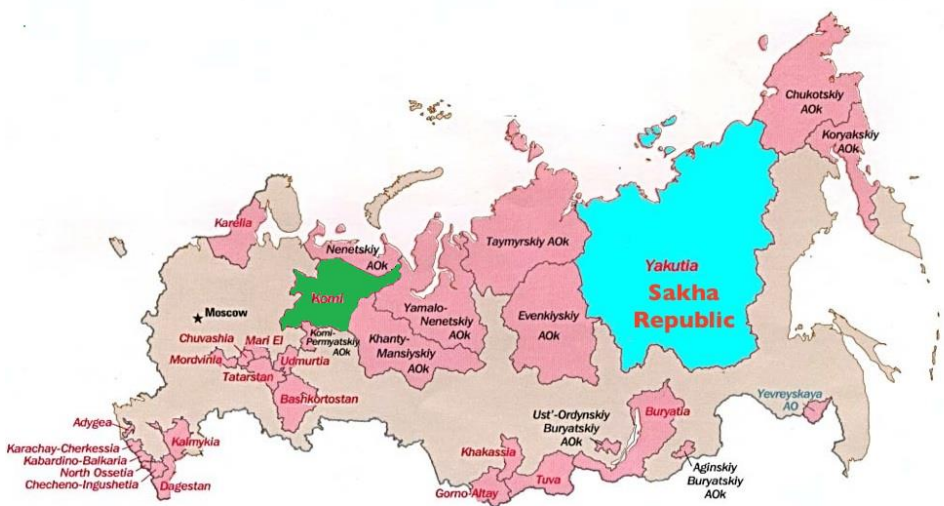 Chukotskiy
AOk
Koryakskiy
AOk
Karelia
Nenetskiy
AOk
Taymyrskiy AOk
Yakutia
Sakha
Republic
Komi
Yamalo-
Nenetskiy
AOk
Evenkiyskiy
AOk
Moscow
Komi-
Permyatskiy
AOk
Khanty-
Mansiyskiy
AOk
Chuvashia
Mari El
Mordvinia
Udmurtia
Tatarstan
Bashkortostan
Yevreyskaya
AO
Adygea
Kalmykia
Karachay-Cherkessia
Kabardino-Balkaria
North Ossetia
Checheno-Ingushetia
Dagestan
Ust'-Ordynskiy
Buryatskiy
AOk
Buryatia
Khakassia
Gorno-Altay
Tuva
Aginskiy
Buryatskiy
AOk